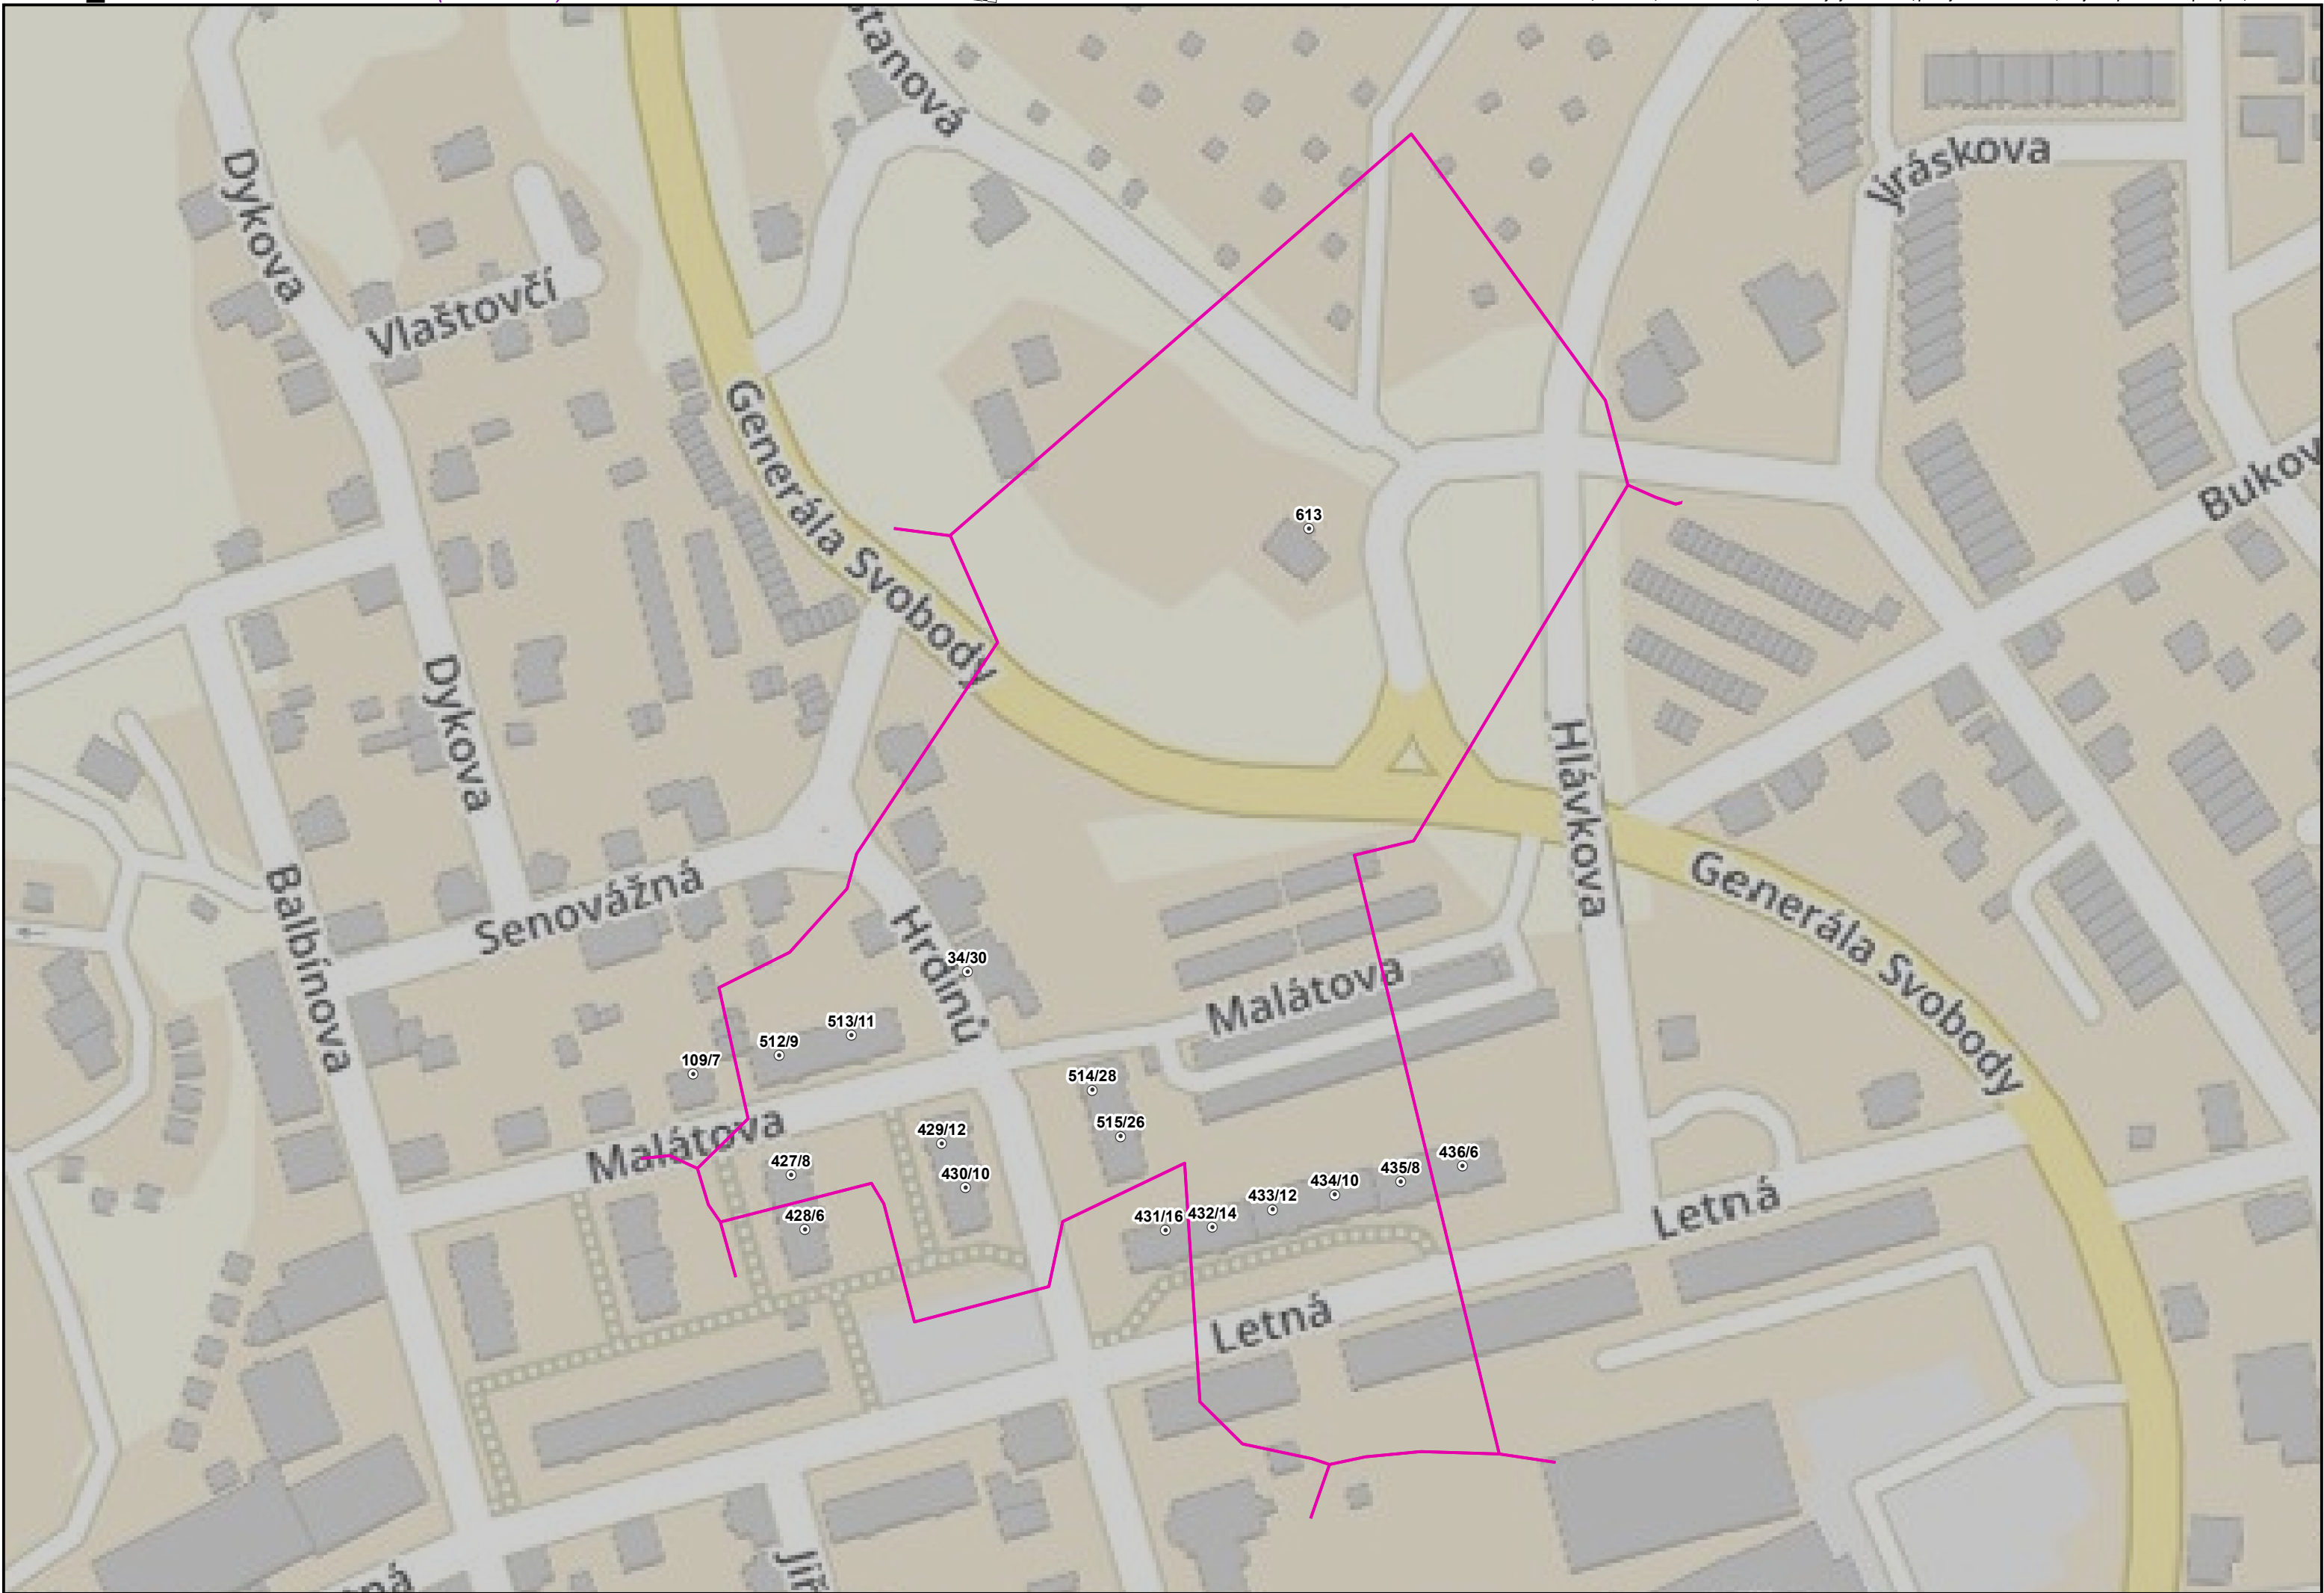 Jiráskova
Dykova
Vlaštovčí
Generála Svobody
Bukov
613
Dykova
Hlávkova
Senovážná
Balbínova
Generála Svobody
Hrdinů
34/30
Malátova
513/11
512/9
109/7
514/28
515/26
Malátova
429/12
427/8
430/10
436/6
435/8
434/10
433/12
432/14
431/16
428/6
Letná
Letná